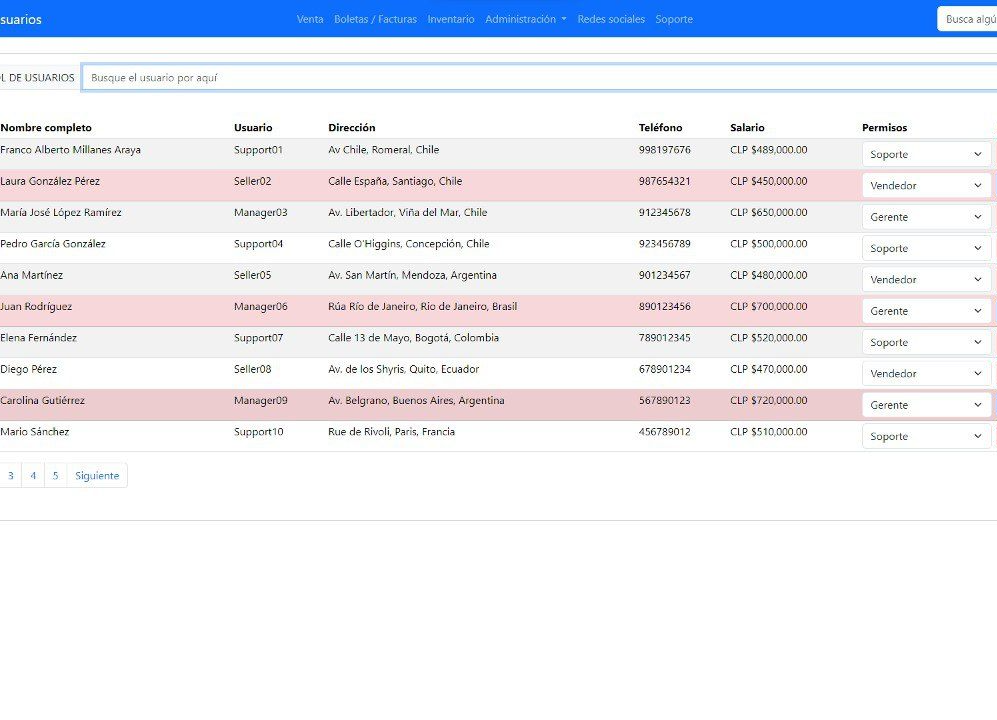 suarios Venta Boletas / Facturas Inventario Administración Redes sociales Soporte Busca algú
L DE USUARIOS Busque el usuario por aquí
Nombre completo Usuario Dirección Teléfono Salario Permisos
Franco Alberto Millanes Araya Support01 Av Chile, Romeral, Chile 998197676 CLP $489,000.00 Soporte
Laura González Pérez Seller02 Calle España, Santiago, Chile 987654321 CLP $450,000.00 Vendedor
María José López Ramírez Manager03 Av. Libertador, Viña del Mar, Chile 912345678 CLP $650,000.00 Gerente
Pedro García González Support04 Calle O'Higgins, Concepción, Chile 923456789 CLP $500,000.00 Soporte
Ana Martínez Seller05 Av. San Martín, Mendoza, Argentina 901234567 CLP $480,000.00 Vendedor
Juan Rodríguez Manager06 Rúa Río de Janeiro, Rio de Janeiro, Brasil 890123456 CLP $700,000.00 Gerente
Elena Fernández Support07 Calle 13 de Mayo, Bogotá, Colombia 789012345 CLP $520,000.00 Soporte
Diego Pérez Seller08 Av. de los Shyris, Quito, Ecuador 678901234 CLP $470,000.00 Vendedor
Carolina Gutiérrez Manager09 Av. Belgrano, Buenos Aires, Argentina 567890123 CLP $720,000.00 Gerente
Mario Sánchez Support10 Rue de Rivoli, Paris, Francia 456789012 CLP $510,000.00 Soporte
3 4 5 Siguiente